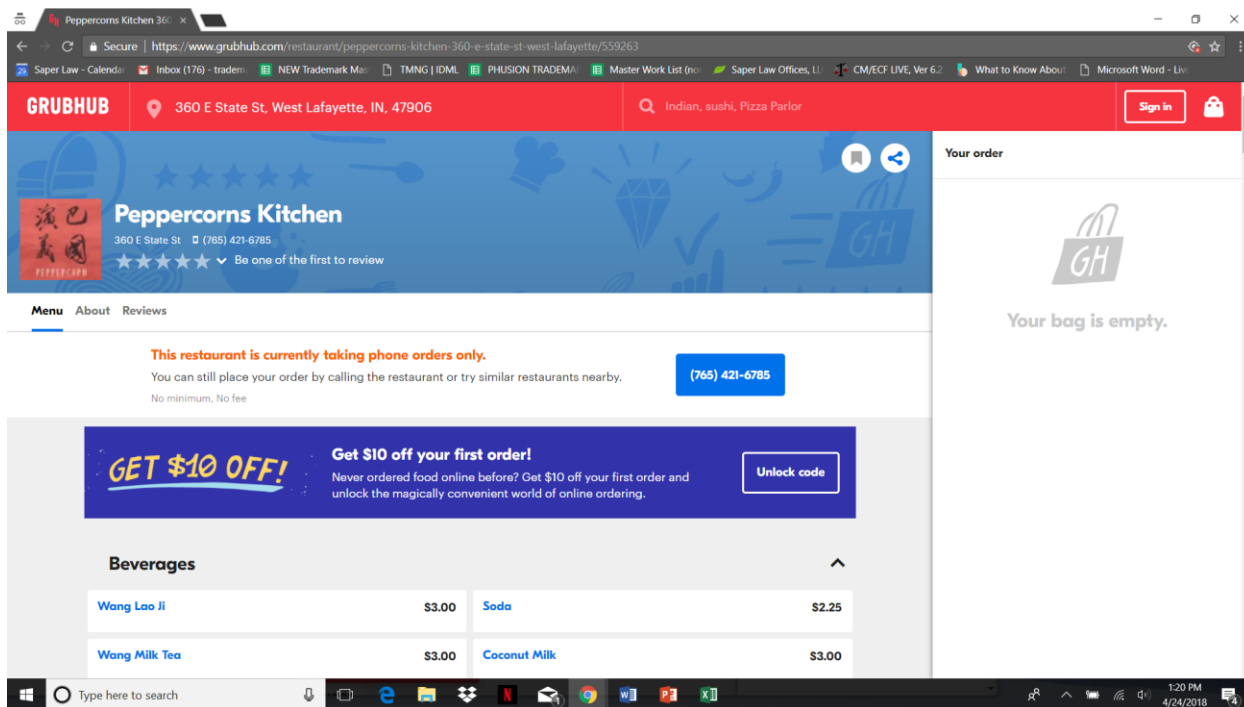 Peppercorns Kitchen 360
Secure | https://www.grubhub.com/restaurant/peppercorns-kitchen-360-e-state-st-west-lafayette/559263
Saper Law - Calendar Inbox (176) - tradem NEW Trademark Mas TMNG | IDML PHUSION TRADEMA Master Work List (no Saper Law Offices, LL CM/ECF LIVE, Ver 6.2 What to Know About Microsoft Word - Live
GRUBHUB 360 E State St, West Lafayette, IN, 47906 Indian, sushi, Pizza Parlor Sign in
Your order
Peppercorns Kitchen
360 E State St (765) 421-6785
Be one of the first to review
巴国
演義
PEPPERCORN
GH
GH
Your bag is empty.
Menu About Reviews
This restaurant is currently taking phone orders only.
You can still place your order by calling the restaurant or try similar restaurants nearby.
No minimum, No fee
(765) 421-6785
GET $10 OFF!
Get $10 off your first order!
Never ordered food online before? Get $10 off your first order and
unlock the magically convenient world of online ordering.
Unlock code
Beverages
Wang Lao Ji $3.00 Soda $2.25
Wang Milk Tea $3.00 Coconut Milk $3.00
Type here to search
1:20 PM
4/24/2018